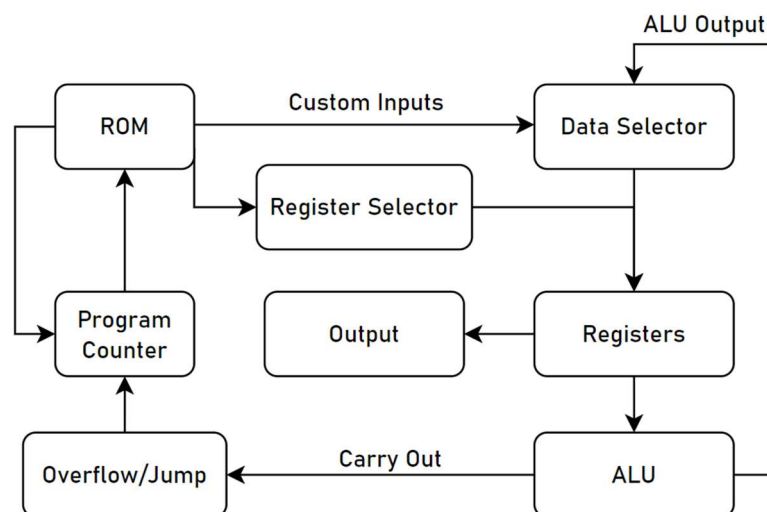 ALU Output
ROM
Custom Inputs
Data Selector
Register Selector
Program
Counter
Output
Registers
Overflow/Jump
Carry Out
ALU